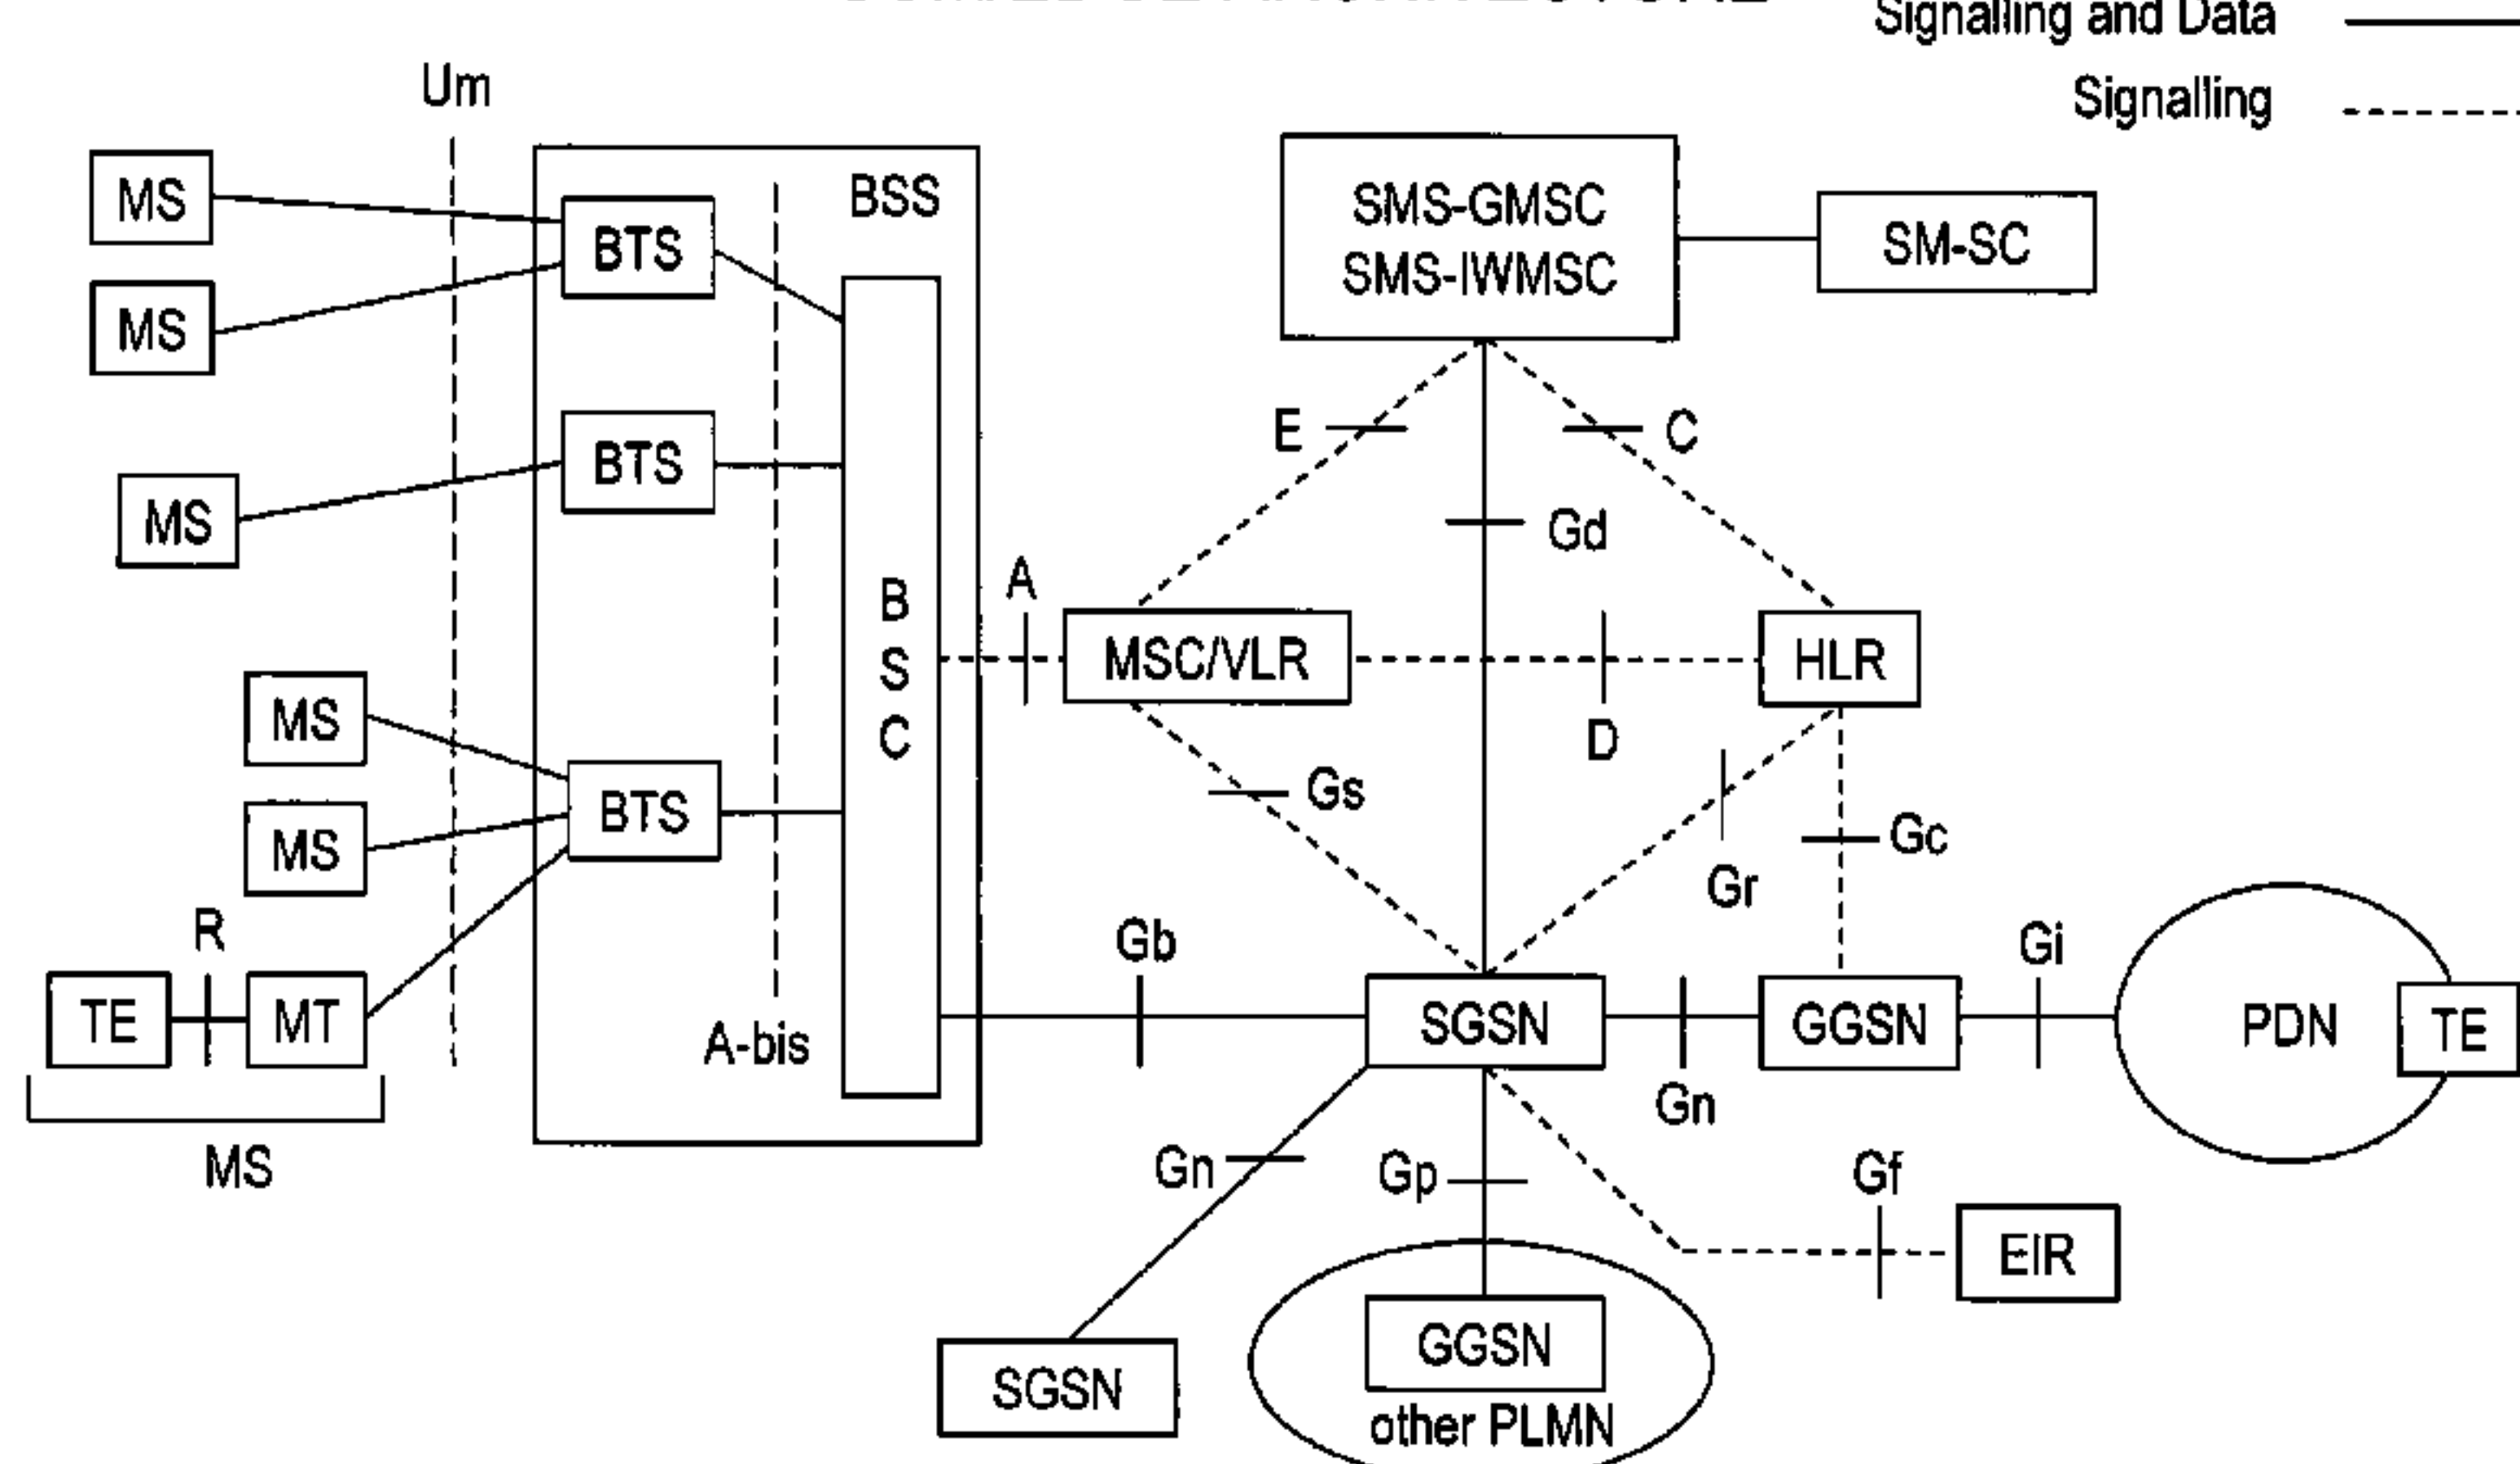 Signalling and Data
Signalling
Um
MS
MS
MS
MS
MS
R
TE
MT
MS
BTS
BTS
BTS
BSS
B
S
C
A-bis
SMS-GMSC
SMS-IWMSC
SM-SC
E
C
Gd
A
MSC/VLR
HLR
D
Gs
Gr
Gc
Gb
Gi
SGSN
GGSN
PDN
TE
Gn
Gn
Gp
Gf
EIR
SGSN
GGSN
other PLMN